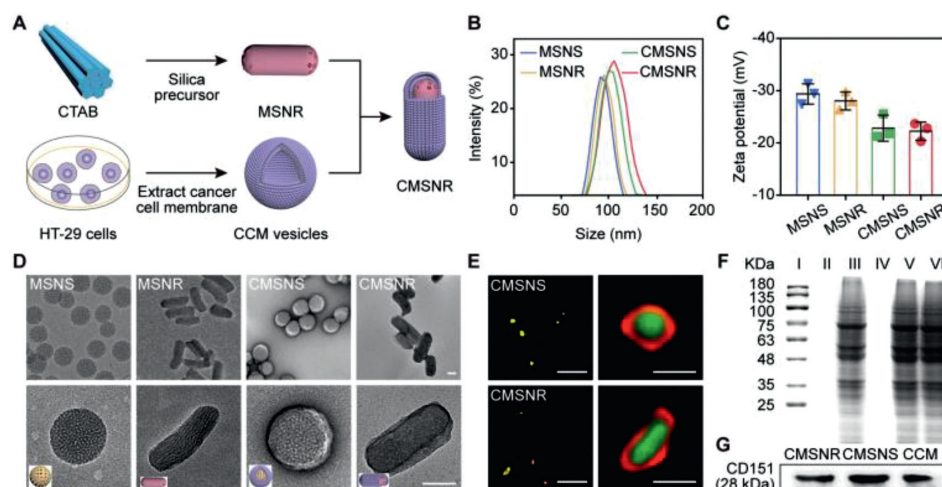 A
CTAB
Silica
precursor
MSNR
HT-29 cells
Extract cancer
cell membrane
CCM vesicles
CMSNR
B
Intensity (%)
30
20
10
MSNS
MSNR
CMSNS
CMSNR
0 50 100 150 200
Size (nm)
C
Zeta potential (mV)
-40
-30
-20
-10
MSNS
MSNR
CMSNS
CMSNR
D
MSNS
MSNR
CMSNS
CMSNR
E
CMSNS
CMSNR
F
KDa I II III IV V VI
180
135
100
75
63
48
35
25
G
CMSNR CMSNS CCM
CD151
(28 kDa)